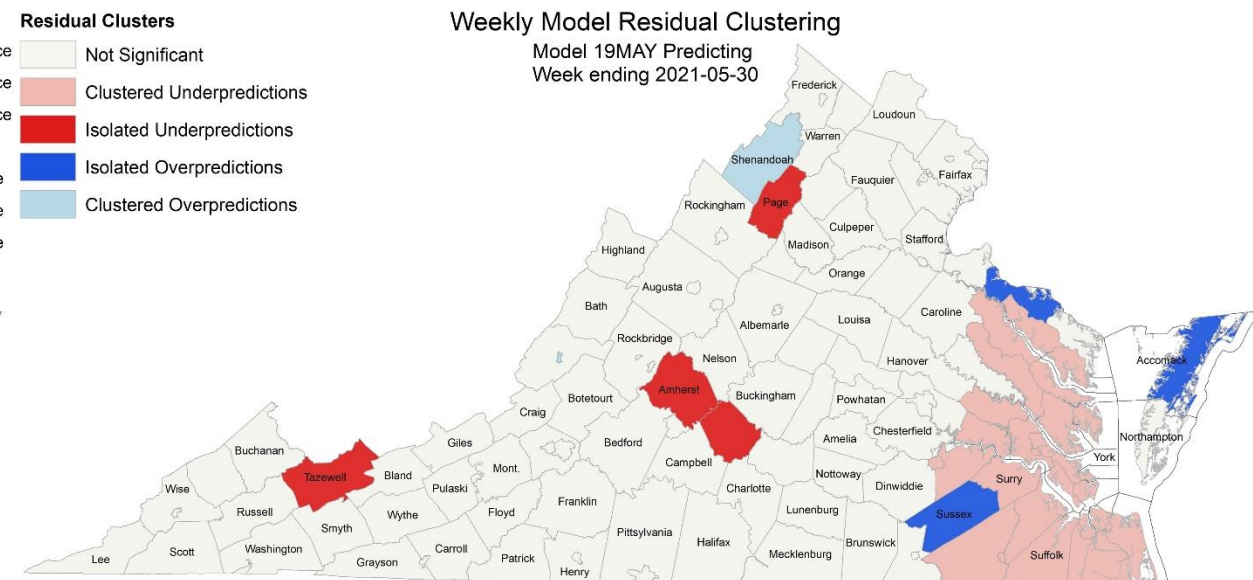 Weekly Model Residual Clustering
Model 19MAY Predicting
Week ending 2021-05-30
Residual Clusters
Not Significant
Clustered Underpredictions
Isolated Underpredictions
Isolated Overpredictions
Clustered Overpredictions
ce
ce
ce
e
e
e
Frederick
Loudoun
Warren
Shenandoah
Fairfax
Fauquier
Page
Rockingham
Culpeper
Stafford
Madison
Highland
Orange
Augusta
Bath
Caroline
Louisa
Albemarle
Rockbridge
Nelson
Hanover
Accomack
Amherst
Buckingham
Botetourt
Powhatan
Craig
Chesterfield
Northampton
Amelia
Giles
Bedford
Buchanan
York
Campbell
Mont.
Nottoway
Tazewell
Bland
Surry
Dinwiddie
Pulaski
Wise
Charlotte
Franklin
Lunenburg
Russell
Floyd
Sussex
Wythe
Smyth
Pittsylvania
Halifax
Brunswick
Washington
Carroll
Scott
Mecklenburg
Suffolk
Lee
Patrick
Grayson
Henry